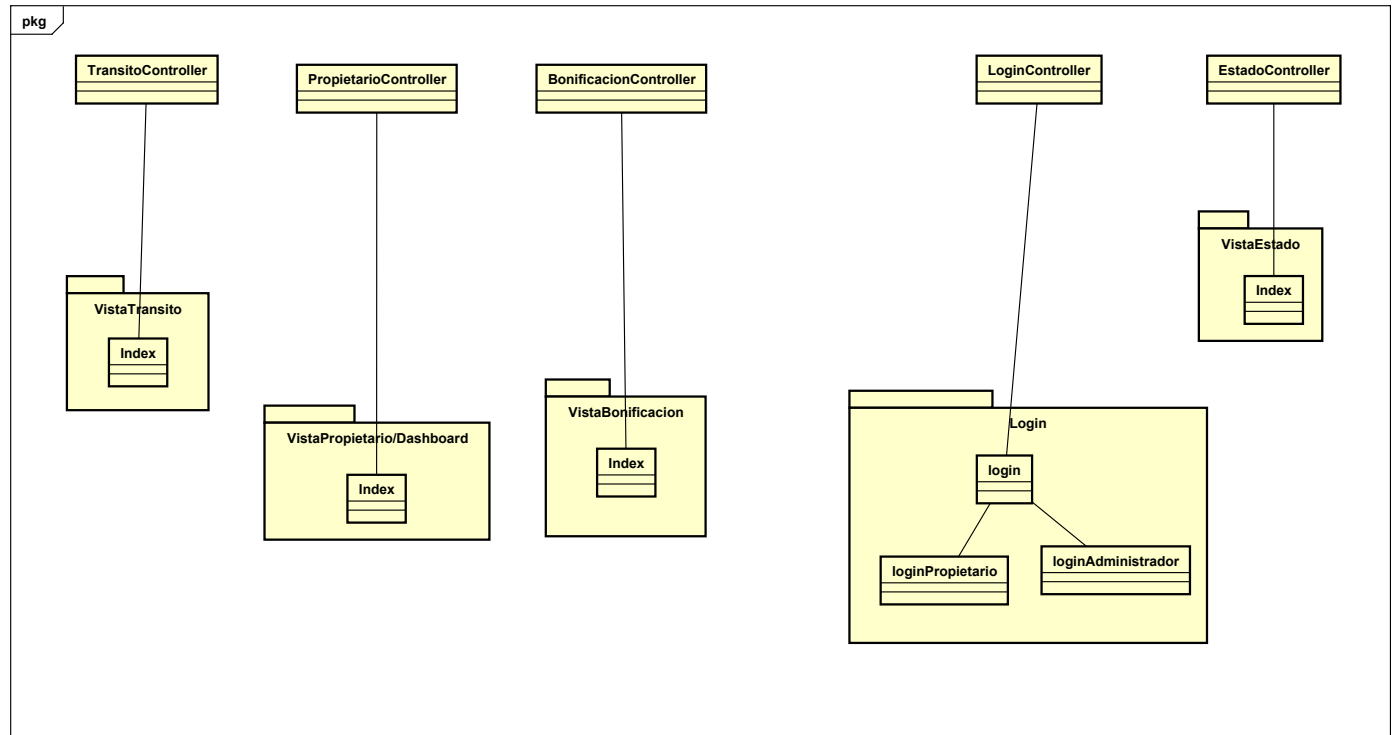 pkg
TransitoController
PropietarioController
BonificacionController
LoginController
EstadoController
VistaTransito
Index
VistaPropietario/Dashboard
Index
VistaBonificacion
Index
Login
login
loginPropietario
loginAdministrador
VistaEstado
Index